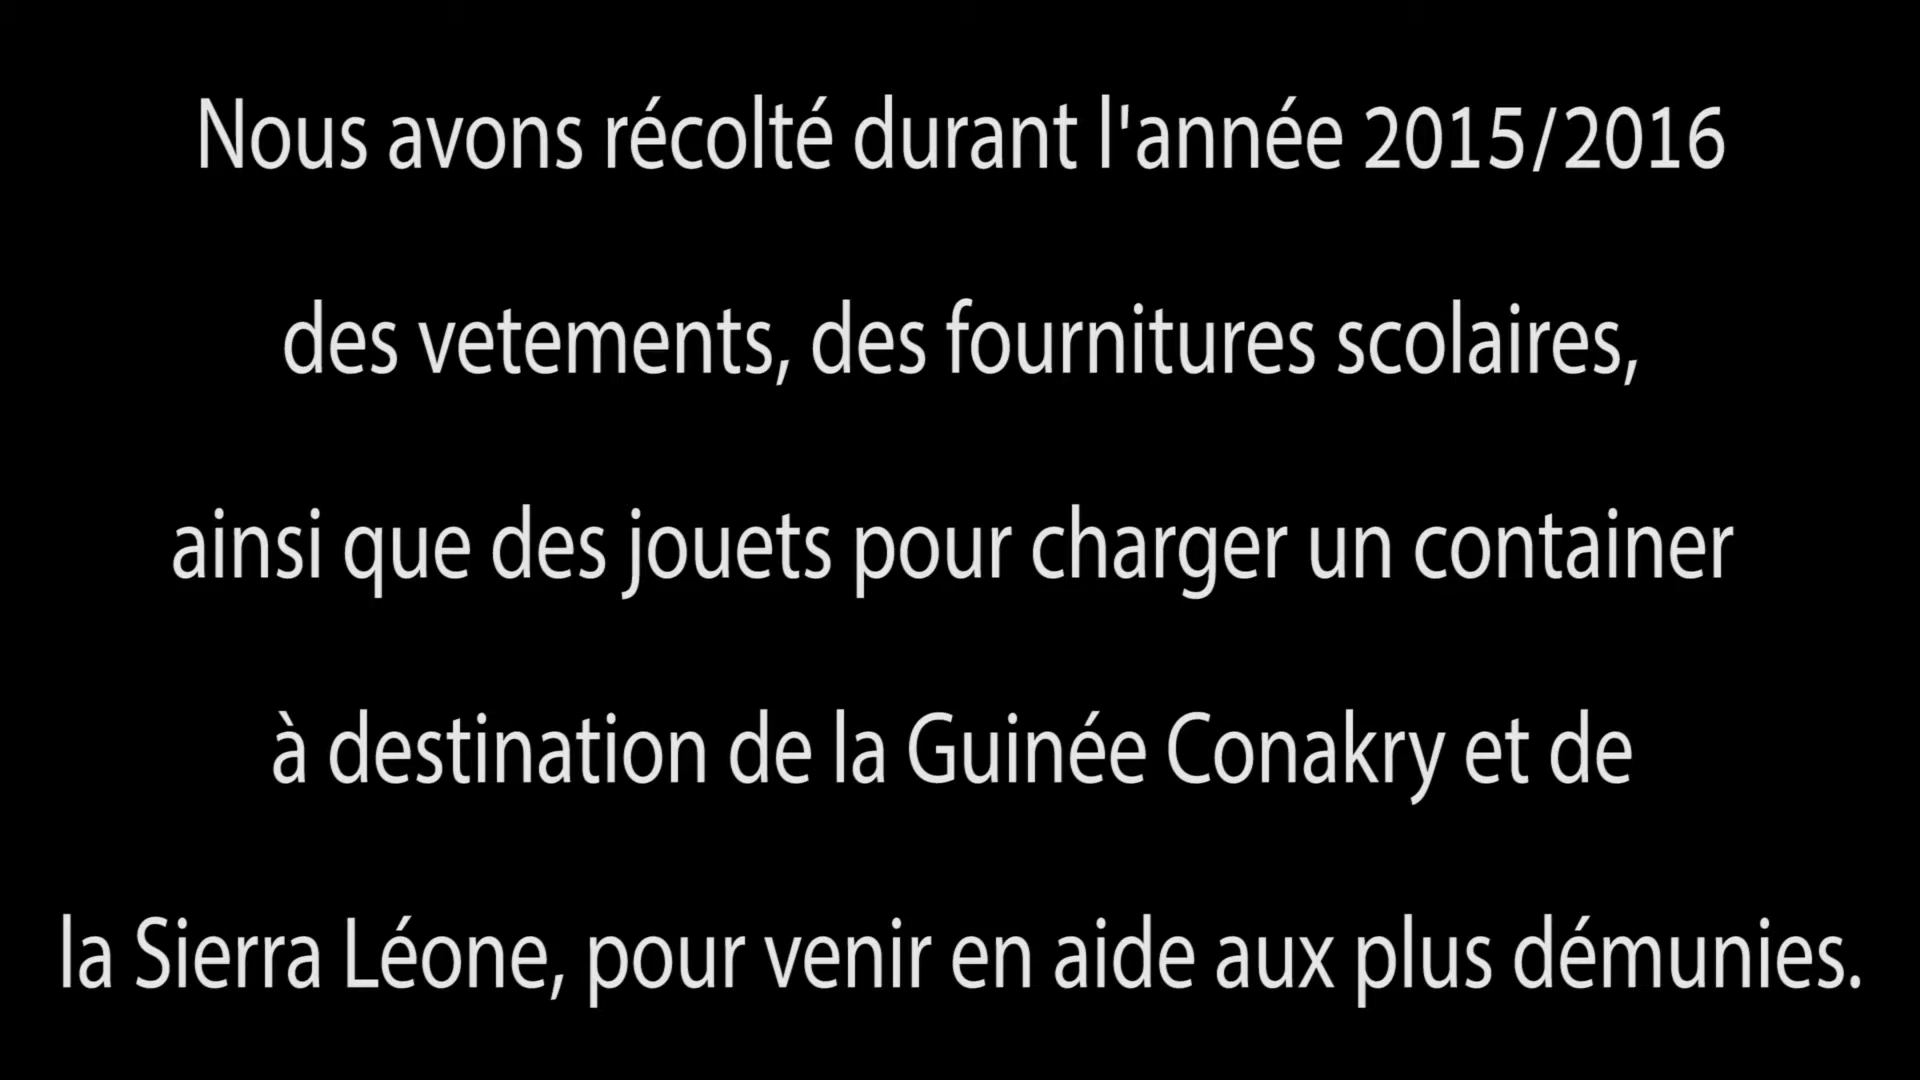 Nous avons récolté durant l'année 2015/2016
des vetements, des fournitures scolaires,
ainsi que des jouets pour charger un container
à destination de la Guinée Conakry et de
la Sierra Léone, pour venir en aide aux plus démunies.